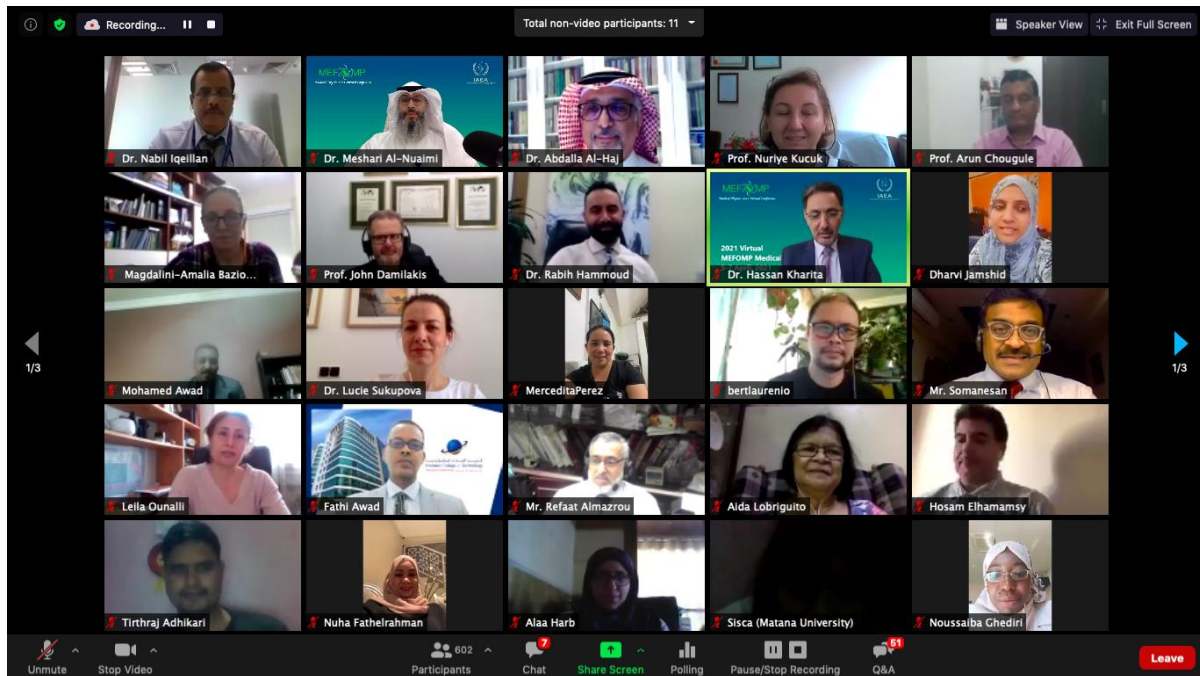 Recording...
Total non-video participants: 11
Speaker View
Exit Full Screen
Dr. Nabil Iqeillan
MEFOMP
IAEA
Dr. Meshari Al-Nuaimi
Dr. Abdalla Al-Haj
Prof. Nuriye Kucuk
Prof. Arun Chougule
Magdalini-Amalia Bazio...
Prof. John Damilakis
Dr. Rabih Hammoud
MEFOMP
IAEA
2021 Virtual
MEFOMP Medical
Dr. Hassan Kharita
Dharvi Jamshid
1/3
1/3
Mohamed Awad
Dr. Lucie Sukupova
MerceditaPerez
bertlaurenio
Mr. Somanesan
Leila Ounalli
Fathi Awad
Mr. Refaat Almazrou
Aida Lobriguito
Hosam Elhamamsy
Tirthraj Adhikari
Nuha Fathelrahman
Alaa Harb
Sisca (Matana University)
Noussaiba Ghediri
Unmute
Stop Video
602
Participants
7
Chat
Share Screen
Polling
Pause/Stop Recording
51
Q&A
Leave